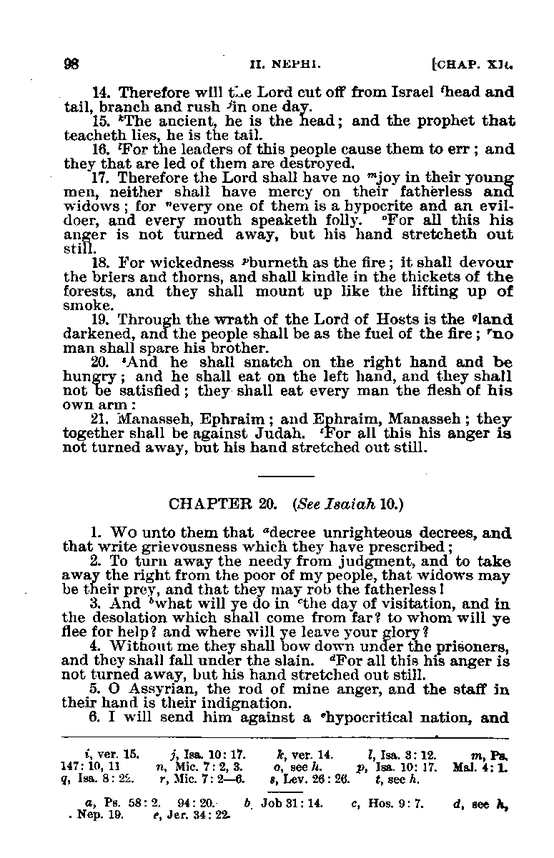 98 II. NEPHI. [CHAP. XX.
14. Therefore will the Lord cut off from Israel ⁱhead and
tail, branch and rush ʲin one day.
15. ᵏThe ancient, he is the head; and the prophet that
teacheth lies, he is the tail.
16. ˡFor the leaders of this people cause them to err; and
they that are led of them are destroyed.
17. Therefore the Lord shall have no ᵐjoy in their young
men, neither shall have mercy on their fatherless and
widows; for ⁿevery one of them is a hypocrite and an evil-
doer, and every mouth speaketh folly. ᵒFor all this his
anger is not turned away, but his hand stretcheth out
still.
18. For wickedness ᵖburneth as the fire; it shall devour
the briers and thorns, and shall kindle in the thickets of the
forests, and they shall mount up like the lifting up of
smoke.
19. Through the wrath of the Lord of Hosts is the qland
darkened, and the people shall be as the fuel of the fire; ʳno
man shall spare his brother.
20. ˢAnd he shall snatch on the right hand and be
hungry; and he shall eat on the left hand, and they shall
not be satisfied; they shall eat every man the flesh of his
own arm:
21. Manasseh, Ephraim; and Ephraim, Manasseh; they
together shall be against Judah. ᵗFor all this his anger is
not turned away, but his hand stretched out still.
CHAPTER 20. (See Isaiah 10.)
1. Wo unto them that ᵃdecree unrighteous decrees, and
that write grievousness which they have prescribed;
2. To turn away the needy from judgment, and to take
away the right from the poor of my people, that widows may
be their prey, and that they may rob the fatherless!
3. And ᵇwhat will ye do in ᶜthe day of visitation, and in
the desolation which shall come from far? to whom will ye
flee for help? and where will ye leave your glory?
4. Without me they shall bow down under the prisoners,
and they shall fall under the slain. ᵈFor all this his anger is
not turned away, but his hand stretched out still.
5. O Assyrian, the rod of mine anger, and the staff in
their hand is their indignation.
6. I will send him against a ᵉhypocritical nation, and
i, ver. 15. j, Isa. 10: 17. k, ver. 14. l, Isa. 3: 12. m, Ps.
147: 10, 11 n, Mic. 7: 2, 3. o, see h. p, Isa. 10: 17. Mal. 4: 1.
q, Isa. 8: 22. r, Mic. 7: 2—6. s, Lev. 26: 26. t, see h.
a, Ps. 58: 2. 94: 20. b, Job 31: 14. c, Hos. 9: 7. d, see h,
. Nep. 19. e, Jer. 34: 22.